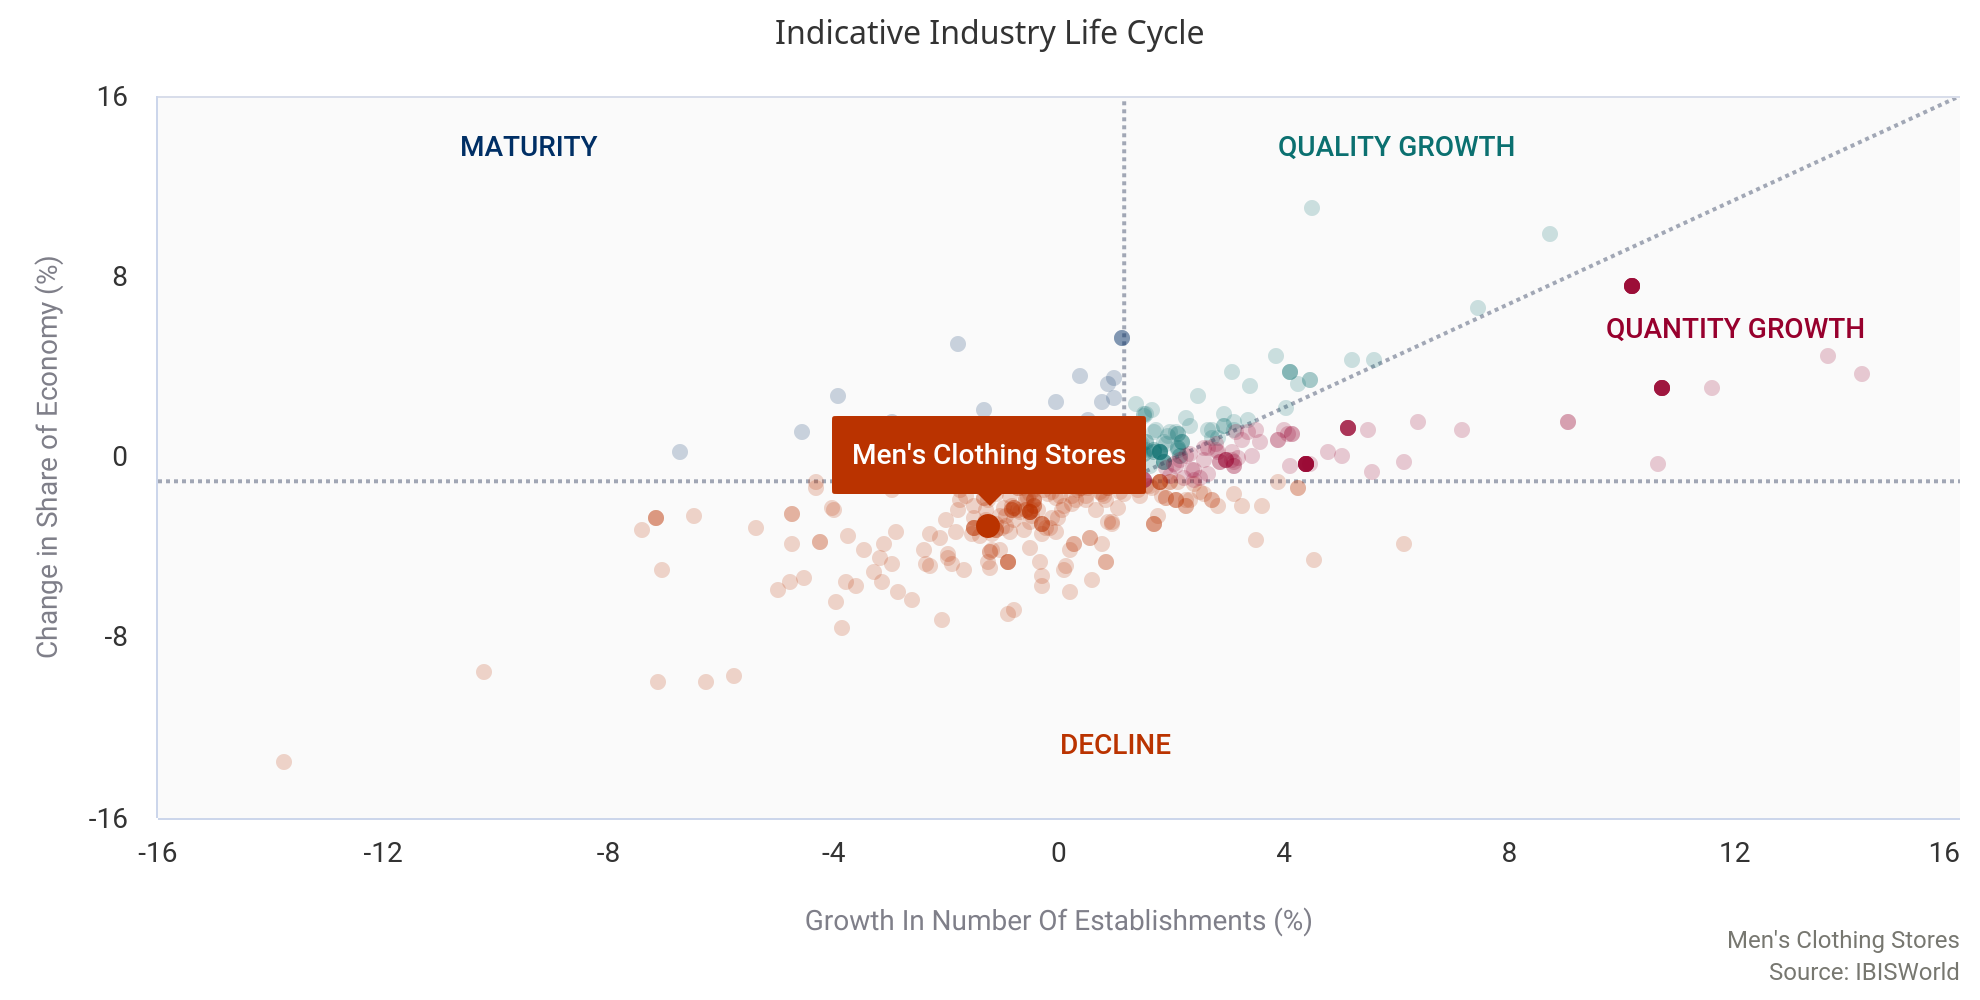 Indicative Industry Life Cycle
16
MATURITY
QUALITY GROWTH
8
QUANTITY GROWTH
Change in Share of Economy (%)
0
Men's Clothing Stores
-8
DECLINE
-16
-16 -12 -8 -4 0 4 8 12 16
Growth In Number Of Establishments (%)
Men's Clothing Stores
Source: IBISWorld